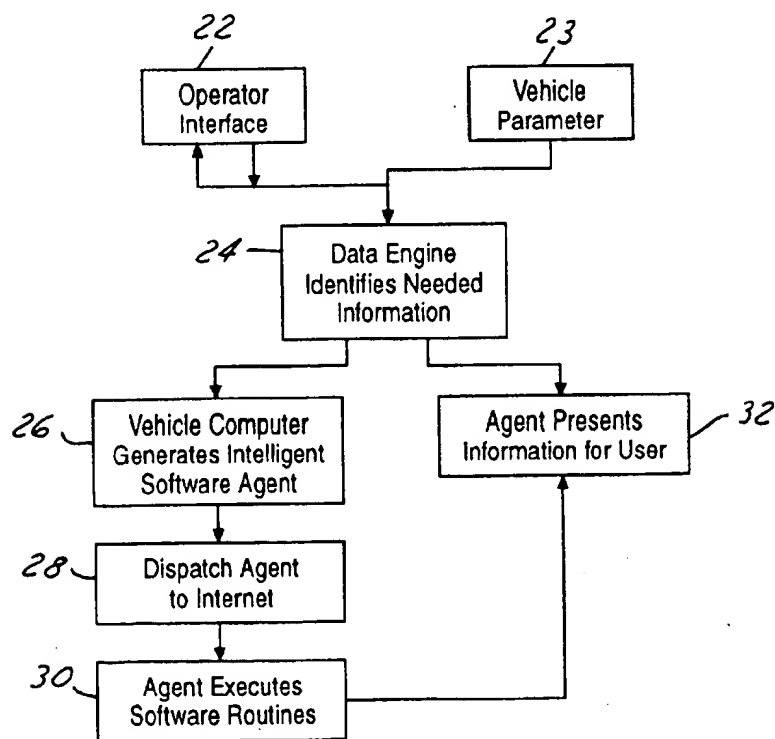 22
Operator
Interface
23
Vehicle
Parameter
24
Data Engine
Identifies Needed
Information
26
Vehicle Computer
Generates Intelligent
Software Agent
32
Agent Presents
Information for User
28
Dispatch Agent
to Internet
30
Agent Executes
Software Routines